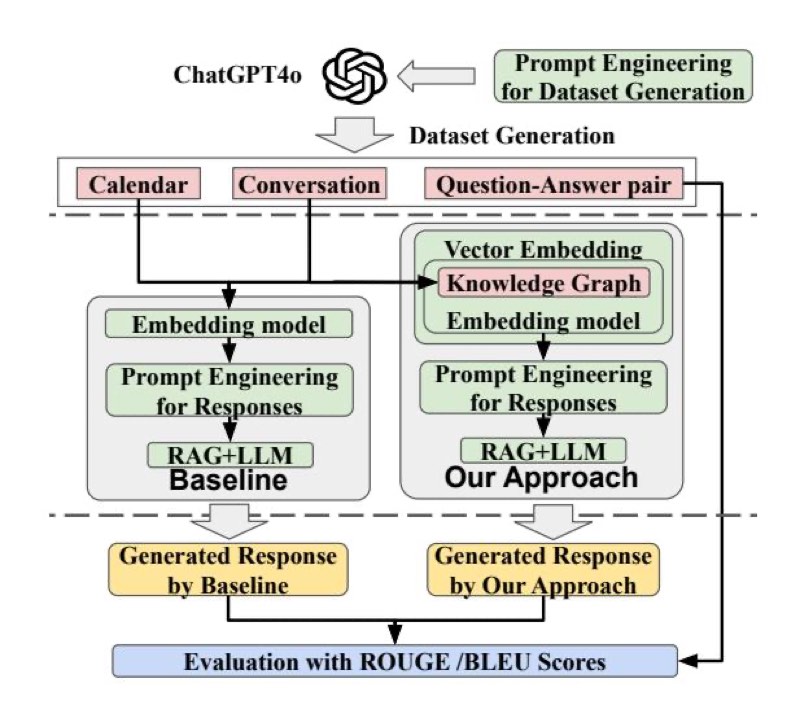 ChatGPT4o
Prompt Engineering
for Dataset Generation
Dataset Generation
Calendar
Conversation
Question-Answer pair
Vector Embedding
Knowledge Graph
Embedding model
Embedding model
Prompt Engineering
for Responses
RAG+LLM
Baseline
Prompt Engineering
for Responses
RAG+LLM
Our Approach
Generated Response
by Baseline
Generated Response
by Our Approach
Evaluation with ROUGE /BLEU Scores